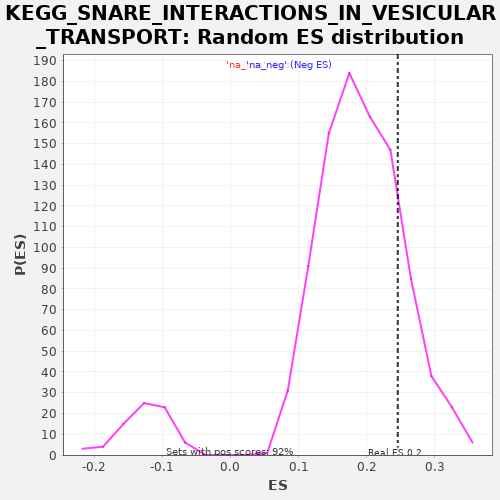 KEGG_SNARE_INTERACTIONS_IN_VESICULAR
_TRANSPORT: Random ES distribution
'na_'na_neg' (Neg ES)
190
180
170
160
150
140
130
120
110
100
90
80
70
60
50
40
30
20
10
0
P(ES)
Sets with pos scores: 92%
Real ES 0.2
-0.2 -0.1 0.0 0.1 0.2 0.3
ES